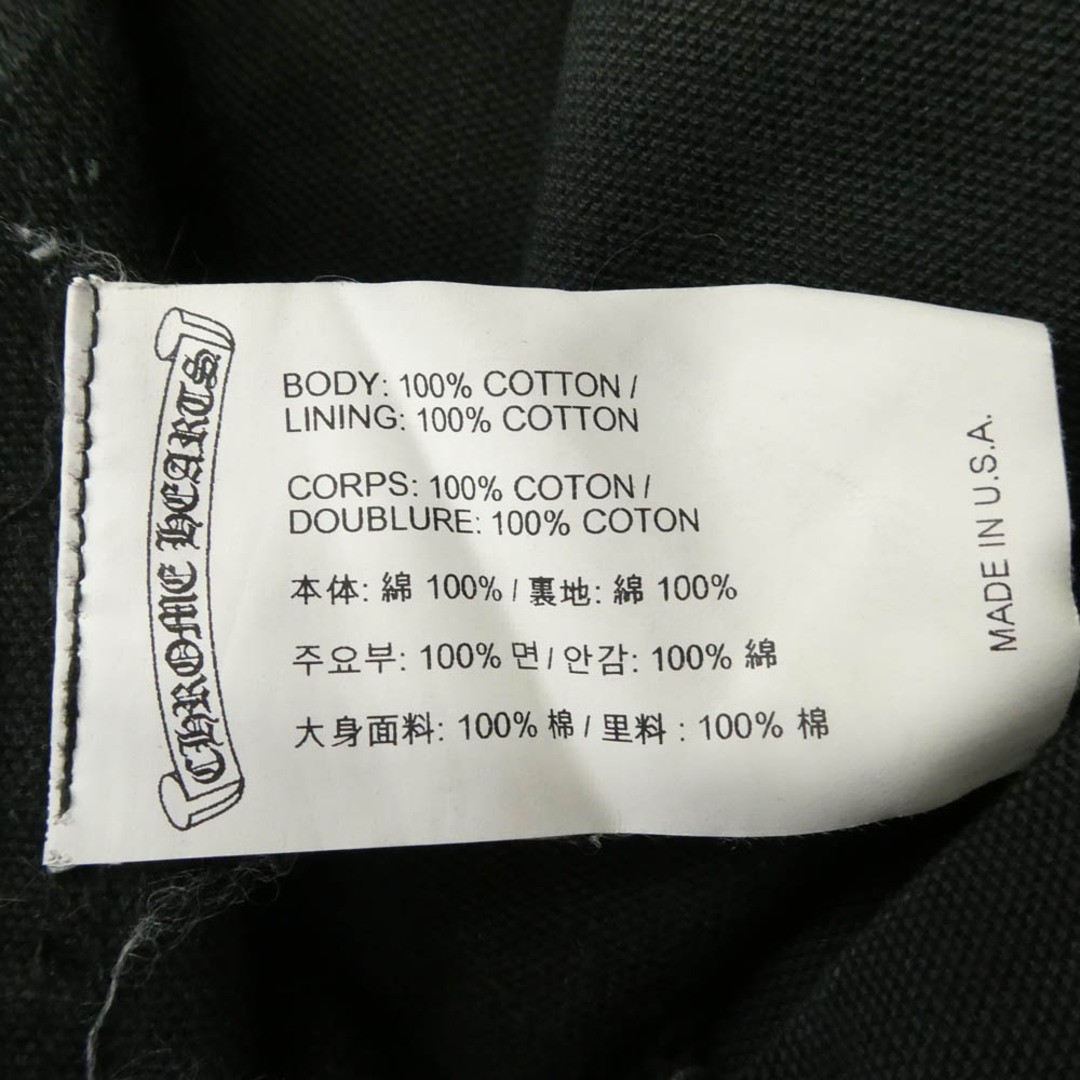 CHROME HEARTS
BODY: 100% COTTON /
LINING: 100% COTTON
CORPS: 100% COTON /
DOUBLURE: 100% COTON
本体: 綿 100% / 裏地: 綿 100%
주요부: 100% 면 / 안감: 100% 綿
大身面料: 100% 棉 / 里料 : 100% 棉
MADE IN U.S.A.